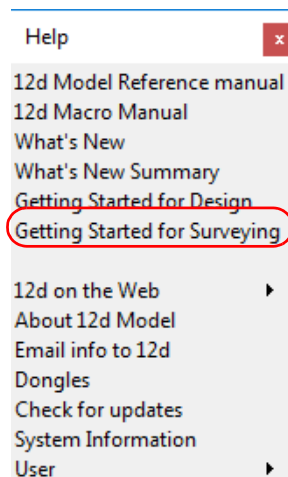 Help x
12d Model Reference manual
12d Macro Manual
What's New
What's New Summary
Getting Started for Design
Getting Started for Surveying
12d on the Web
About 12d Model
Email info to 12d
Dongles
Check for updates
System Information
User